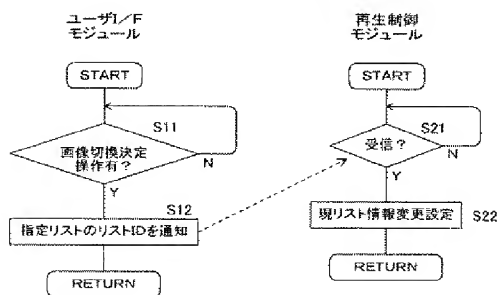 ユーザI/F
モジュール
START
S11
画像切換決定
操作有?
N
Y
S12
指定リストのリストIDを通知
RETURN
再生制御
モジュール
START
S21
受信?
N
Y
現リスト情報変更設定
S22
RETURN